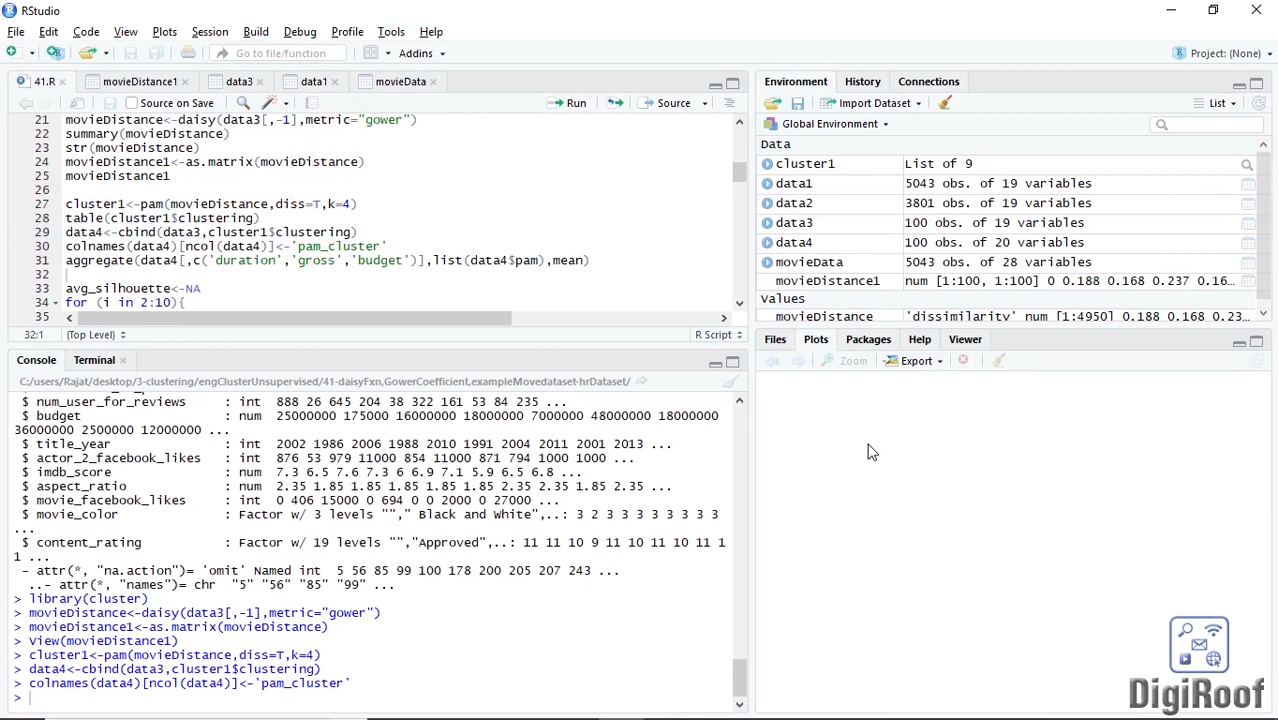 RStudio
File Edit Code View Plots Session Build Debug Profile Tools Help
Go to file/function Addins Project: (None)
41.R movieDistance1 data3 data1 movieData
Source on Save Run Source
21 movieDistance<-daisy(data3[,-1],metric="gower")
22 summary(movieDistance)
23 str(movieDistance)
24 movieDistance1<-as.matrix(movieDistance)
25 movieDistance1
26
27 cluster1<-pam(movieDistance,diss=T,k=4)
28 table(cluster1$clustering)
29 data4<-cbind(data3,cluster1$clustering)
30 colnames(data4)[ncol(data4)]<-'pam_cluster'
31 aggregate(data4[,c('duration','gross','budget')],list(data4$pam),mean)
32
33 avg_silhouette<-NA
34 for (i in 2:10){
35
32:1 (Top Level) R Script
Console Terminal
C:/users/Rajat/desktop/3-clustering/engClusterUnsupervised/41-daisyFxn,GowerCoefficient,exampleMovedataset-hrDataset/
$ num_user_for_reviews : int 888 26 645 204 38 322 161 53 84 235 ...
$ budget : num 25000000 175000 16000000 18000000 7000000 48000000 18000000
36000000 2500000 12000000 ...
$ title_year : int 2002 1986 2006 1988 2010 1991 2004 2011 2001 2013 ...
$ actor_2_facebook_likes : int 876 53 979 11000 854 11000 871 794 1000 1000 ...
$ imdb_score : num 7.3 6.5 7.6 7.3 6 6.9 7.1 5.9 6.5 6.8 ...
$ aspect_ratio : num 2.35 1.85 1.85 1.85 1.85 1.85 2.35 2.35 1.85 2.35 ...
$ movie_facebook_likes : int 0 406 15000 0 694 0 0 2000 0 27000 ...
$ movie_color : Factor w/ 3 levels ""," Black and White",..: 3 2 3 3 3 3 3 3 3 3
...
$ content_rating : Factor w/ 19 levels "","Approved",..: 11 11 10 9 11 10 11 10 11 1
1 ...
- attr(*, "na.action")= 'omit' Named int 5 56 85 99 100 178 200 205 207 243 ...
..- attr(*, "names")= chr "5" "56" "85" "99" ...
> library(cluster)
> movieDistance<-daisy(data3[,-1],metric="gower")
> movieDistance1<-as.matrix(movieDistance)
> View(movieDistance1)
> cluster1<-pam(movieDistance,diss=T,k=4)
> data4<-cbind(data3,cluster1$clustering)
> colnames(data4)[ncol(data4)]<-'pam_cluster'
>
Environment History Connections
Import Dataset List
Global Environment
Data
cluster1 List of 9
data1 5043 obs. of 19 variables
data2 3801 obs. of 19 variables
data3 100 obs. of 19 variables
data4 100 obs. of 20 variables
movieData 5043 obs. of 28 variables
movieDistance1 num [1:100, 1:100] 0 0.188 0.168 0.237 0.16…
Values
movieDistance 'dissimilarity' num [1:4950] 0.188 0.168 0.23…
Files Plots Packages Help Viewer
Zoom Export
DigiRoof